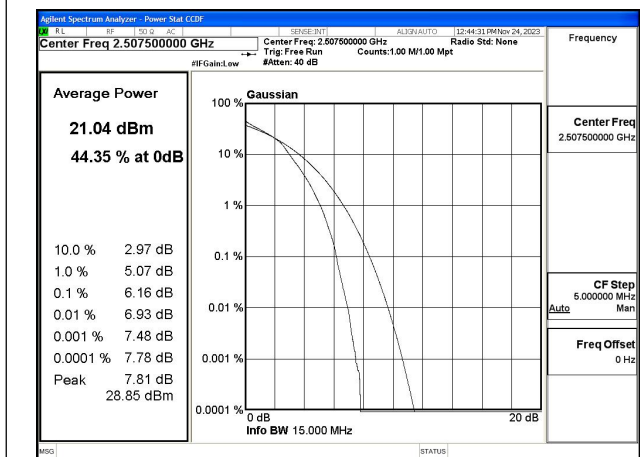 Agilent Spectrum Analyzer - Power Stat CCDF
LXI RL RF 50 Ω AC SENSE:INT ALIGN AUTO 12:44:31 PM Nov 24, 2023
Center Freq 2.507500000 GHz
Center Freq: 2.507500000 GHz Radio Std: None
Trig: Free Run Counts:1.00 M/1.00 Mpt
#IFGain:Low #Atten: 40 dB
Frequency
Average Power
21.04 dBm
44.35 % at 0dB
10.0 % 2.97 dB
1.0 % 5.07 dB
0.1 % 6.16 dB
0.01 % 6.93 dB
0.001 % 7.48 dB
0.0001 % 7.78 dB
Peak 7.81 dB
28.85 dBm
Gaussian
100 %
10 %
1 %
0.1 %
0.01 %
0.001 %
0.0001 %
0 dB 20 dB
Info BW 15.000 MHz
Center Freq
2.507500000 GHz
CF Step
5.000000 MHz
Auto Man
Freq Offset
0 Hz
MSG STATUS